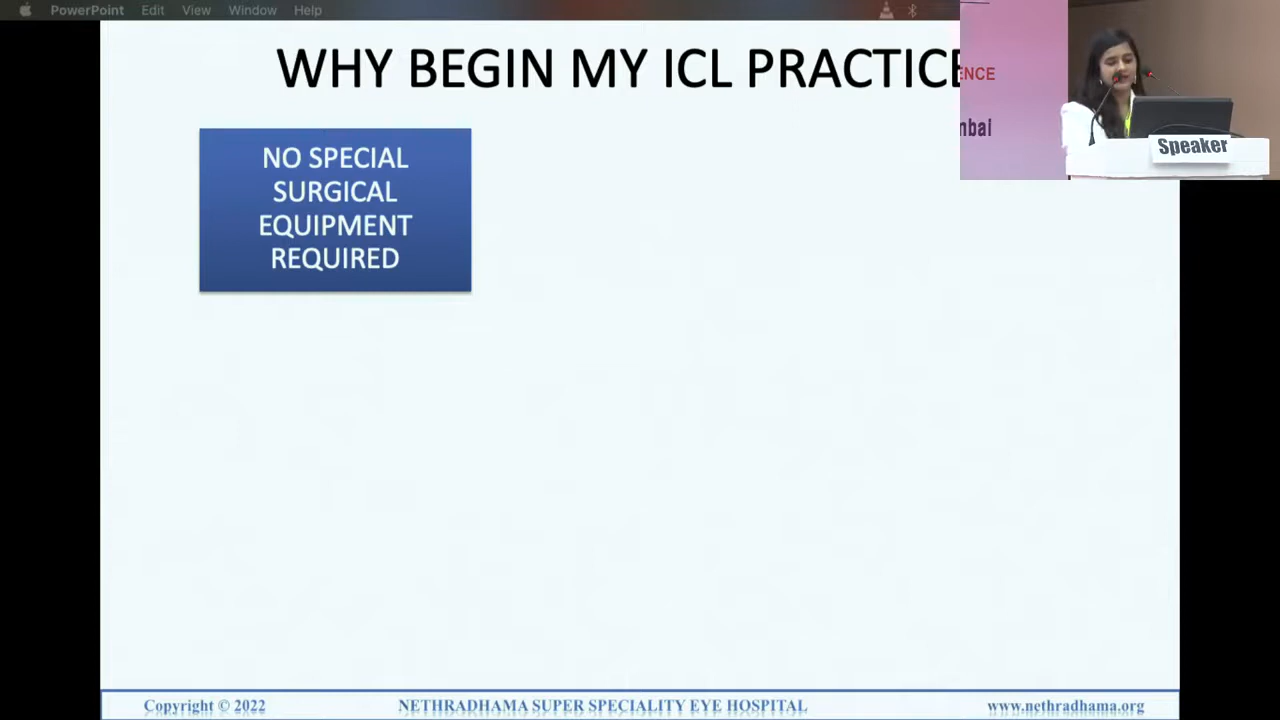 PowerPoint Edit View Window Help
WHY BEGIN MY ICL PRACTICE
ENCE
nbai
Speaker
NO SPECIAL
SURGICAL
EQUIPMENT
REQUIRED
Copyright © 2022 NETHRADHAMA SUPER SPECIALITY EYE HOSPITAL www.nethradhama.org